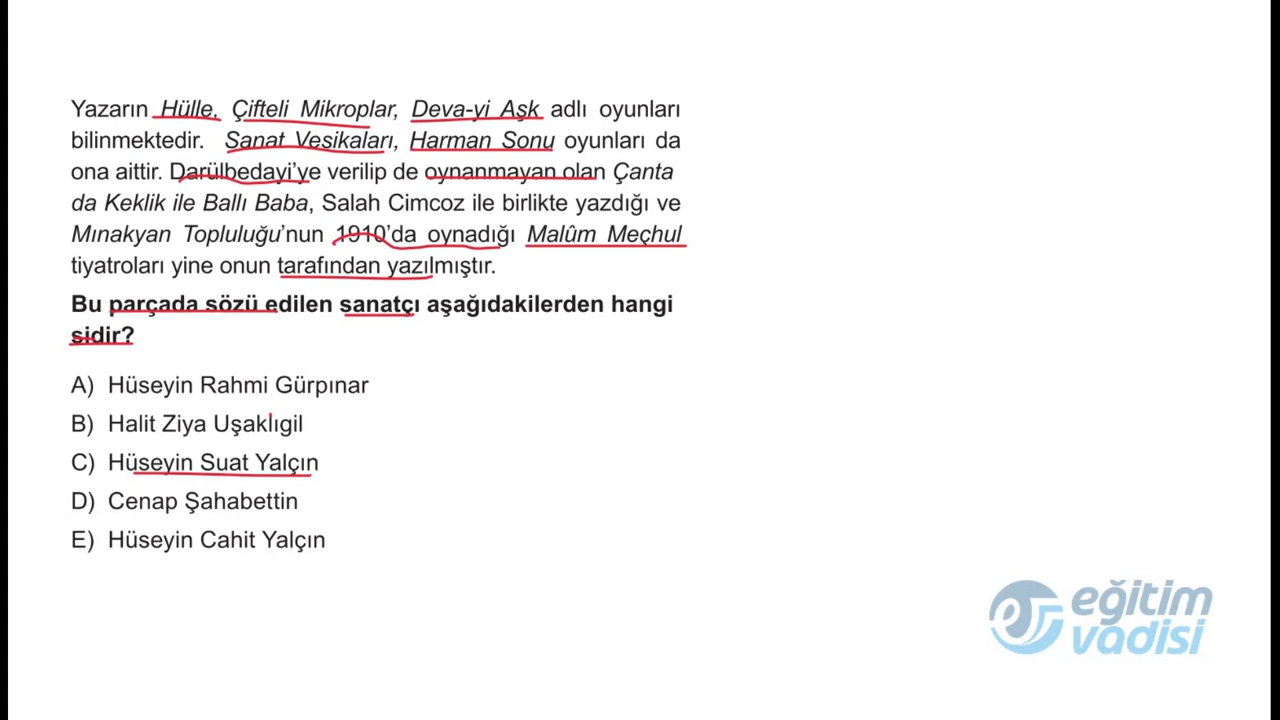 Yazarın Hülle, Çifteli Mikroplar, Deva-yi Aşk adlı oyunları
bilinmektedir. Sanat Vesikaları, Harman Sonu oyunları da
ona aittir. Darülbedayi’ye verilip de oynanmayan olan Çanta
da Keklik ile Ballı Baba, Salah Cimcoz ile birlikte yazdığı ve
Mınakyan Topluluğu’nun 1910’da oynadığı Malûm Meçhul
tiyatroları yine onun tarafından yazılmıştır.
Bu parçada sözü edilen sanatçı aşağıdakilerden hangi
sidir?
A) Hüseyin Rahmi Gürpınar
B) Halit Ziya Uşaklıgil
C) Hüseyin Suat Yalçın
D) Cenap Şahabettin
E) Hüseyin Cahit Yalçın
eğitim
vadisi